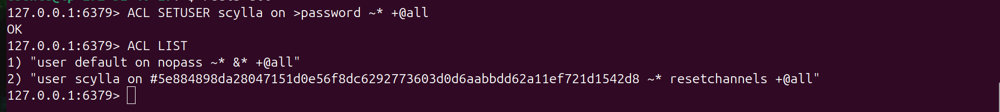 127.0.0.1:6379> ACL SETUSER scylla on >password ~* +@all
OK
127.0.0.1:6379> ACL LIST
1) "user default on nopass ~* &* +@all"
2) "user scylla on #5e884898da28047151d0e56f8dc6292773603d0d6aabbdd62a11ef721d1542d8 ~* resetchannels +@all"
127.0.0.1:6379>